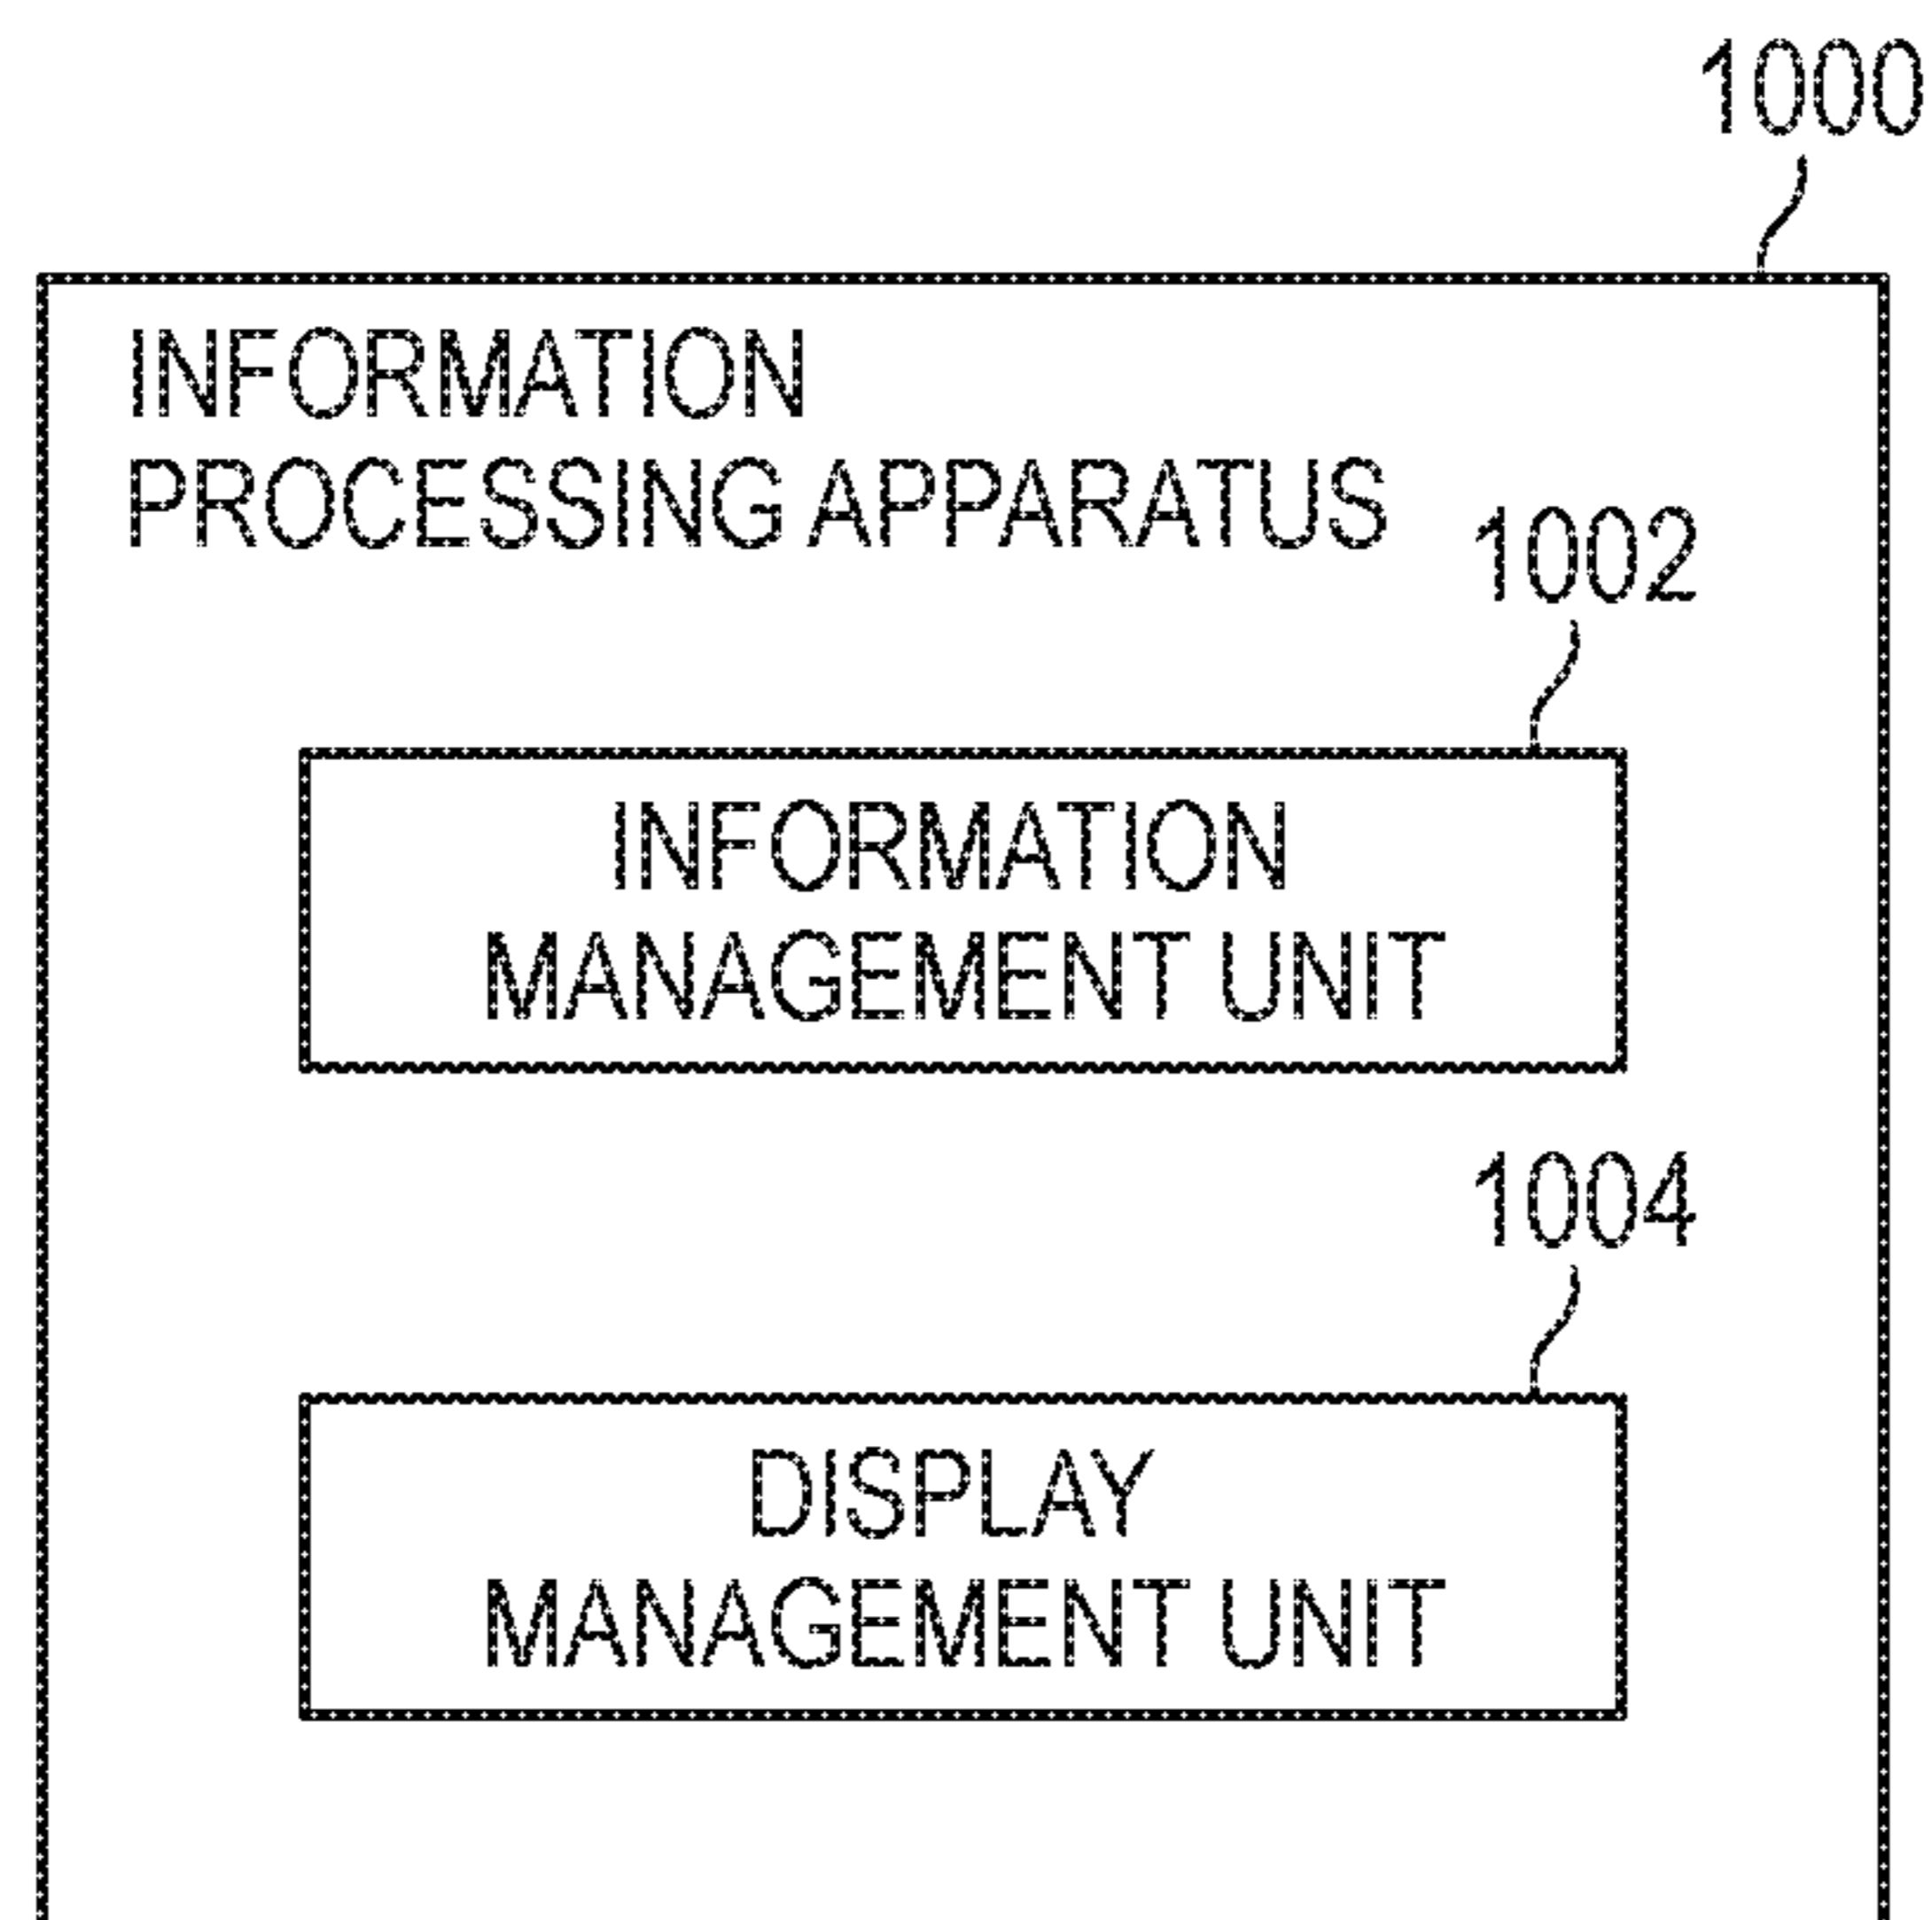 1000
INFORMATION
PROCESSING APPARATUS
1002
INFORMATION
MANAGEMENT UNIT
1004
DISPLAY
MANAGEMENT UNIT